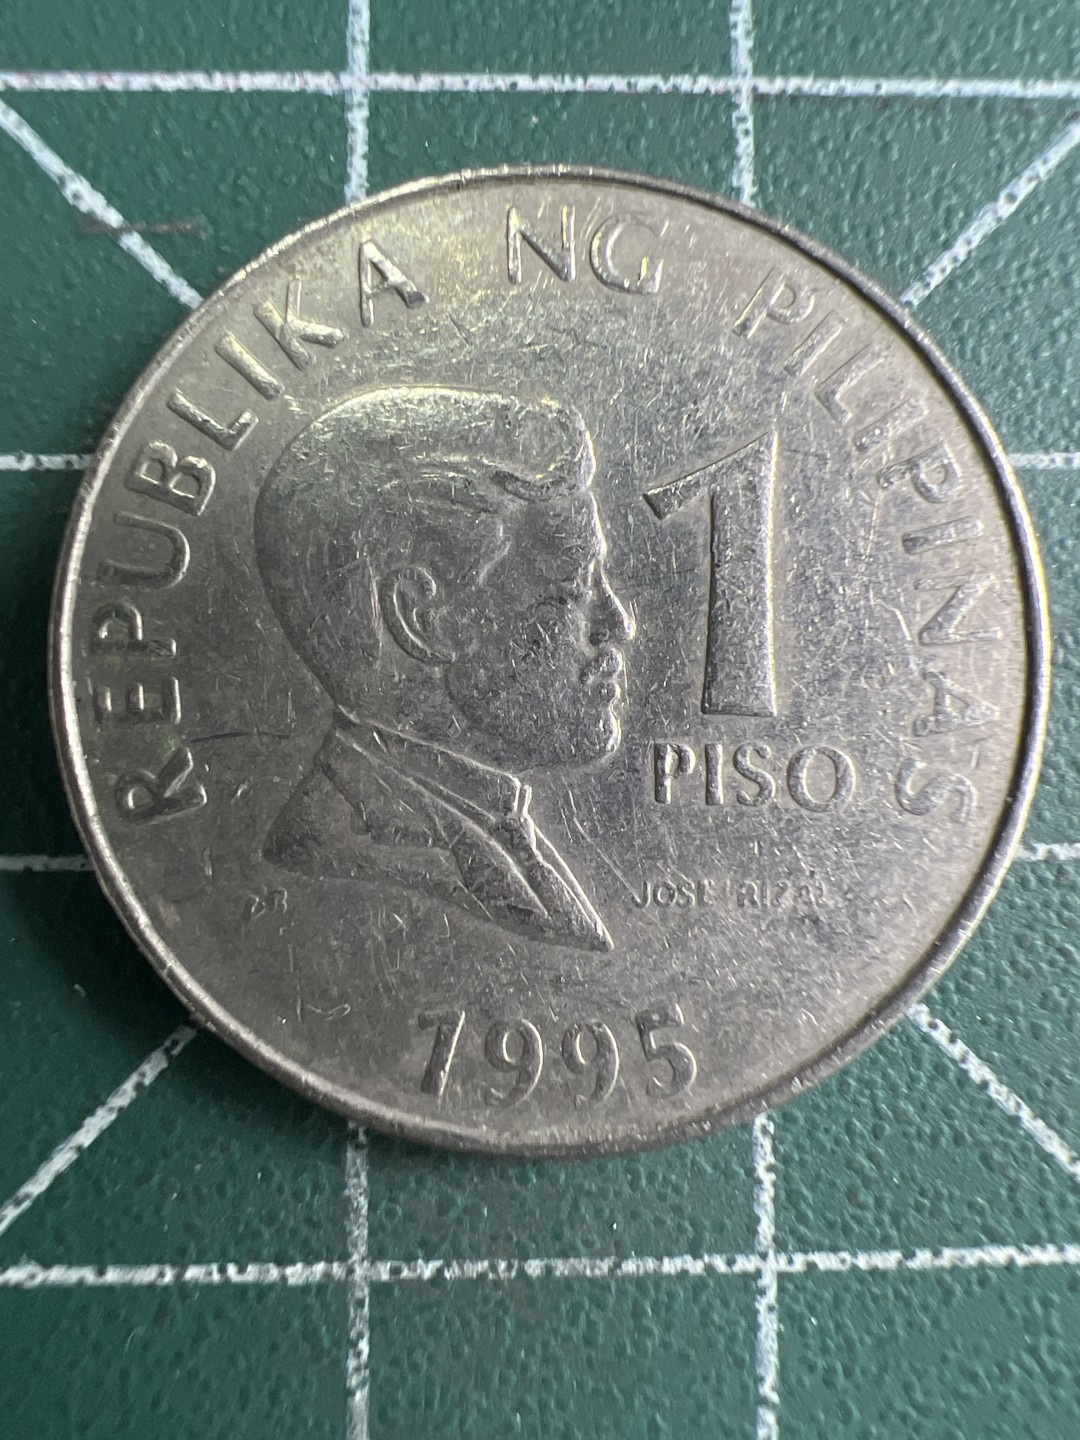 REPUBLIKA NG PILIPINAS
1
PISO
JOSE RIZAL
1995